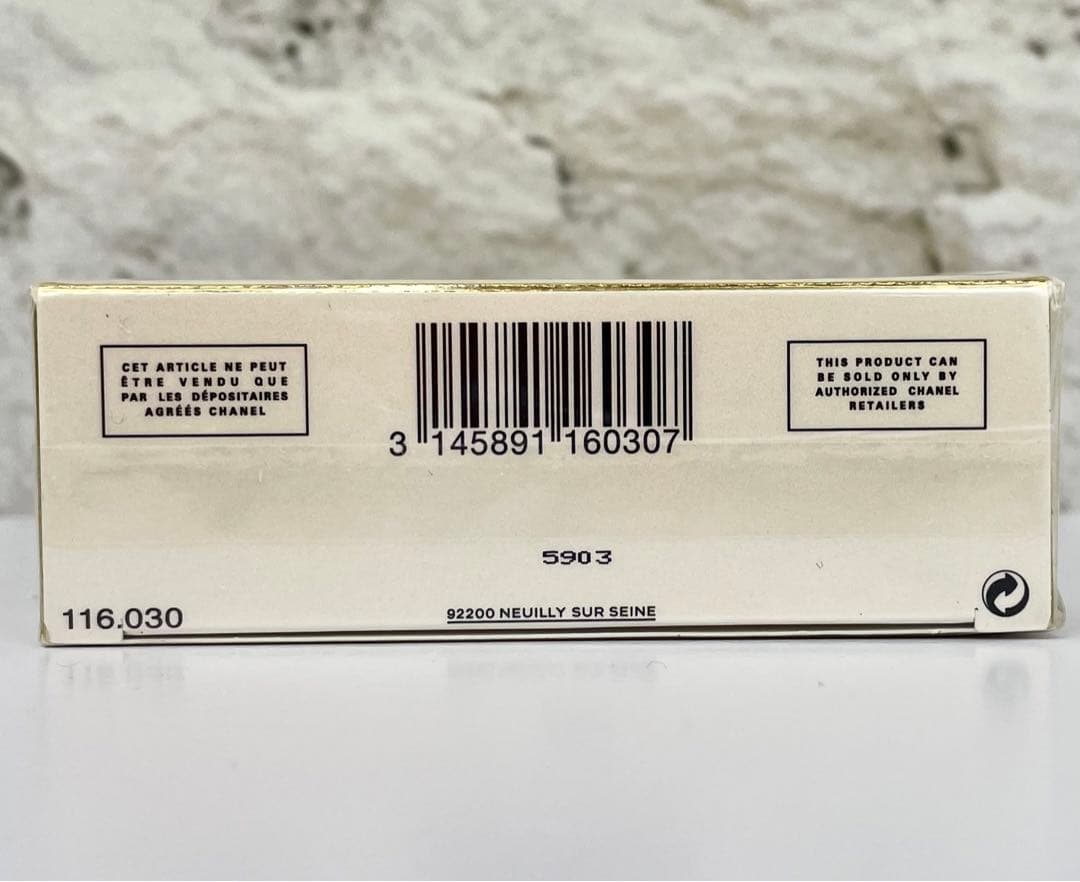 CET ARTICLE NE PEUT
ÊTRE VENDU QUE
PAR LES DÉPOSITAIRES
AGRÉÉS CHANEL
3 145891 160307
THIS PRODUCT CAN
BE SOLD ONLY BY
AUTHORIZED CHANEL
RETAILERS
5903
116.030
92200 NEUILLY SUR SEINE